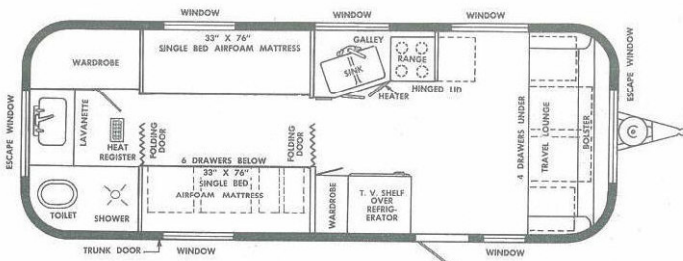 WINDOW
WINDOW
WINDOW
33" X 76"
SINGLE BED AIRFOAM MATTRESS
WARDROBE
GALLEY
SINK
RANGE
HEATER
HINGED LID
ESCAPE WINDOW
LAVANETTE
HEAT
REGISTER
FOLDING
DOOR
FOLDING
DOOR
6 DRAWERS BELOW
33" X 76"
SINGLE
BED
AIRFOAM MATTRESS
TOILET
SHOWER
WARDROBE
T. V. SHELF
OVER
REFRIG-
ERATOR
4 DRAWERS UNDER
TRAVEL LOUNGE
BOLSTER
ESCAPE WINDOW
TRUNK DOOR
WINDOW
WINDOW